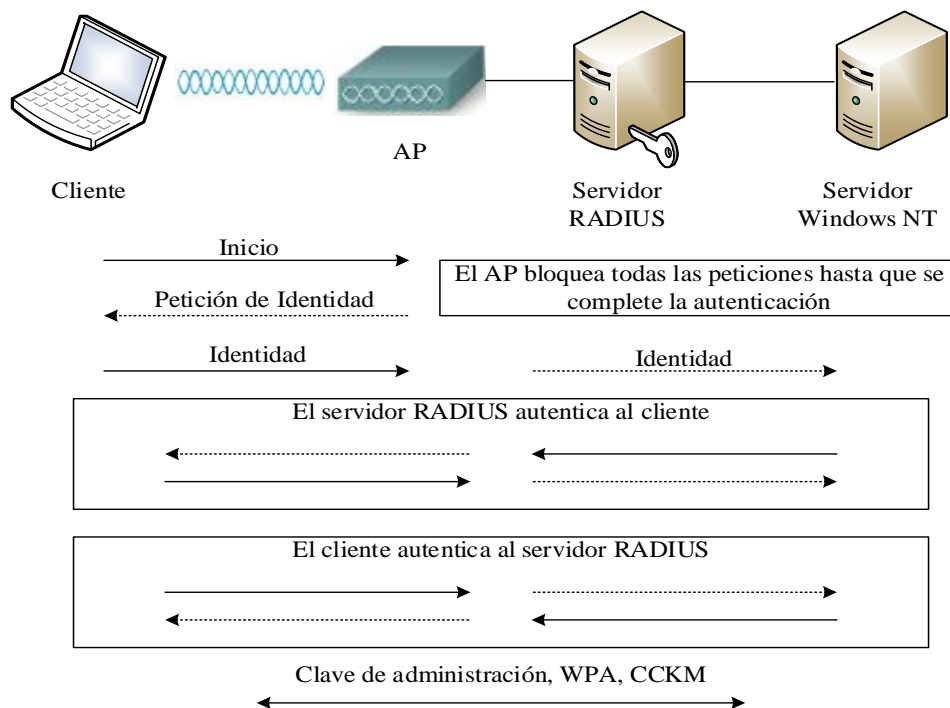 AP
Cliente
Servidor
RADIUS
Servidor
Windows NT
Inicio
El AP bloquea todas las peticiones hasta que se
complete la autenticación
Petición de Identidad
Identidad
Identidad
El servidor RADIUS autentica al cliente
El cliente autentica al servidor RADIUS
Clave de administración, WPA, CCKM